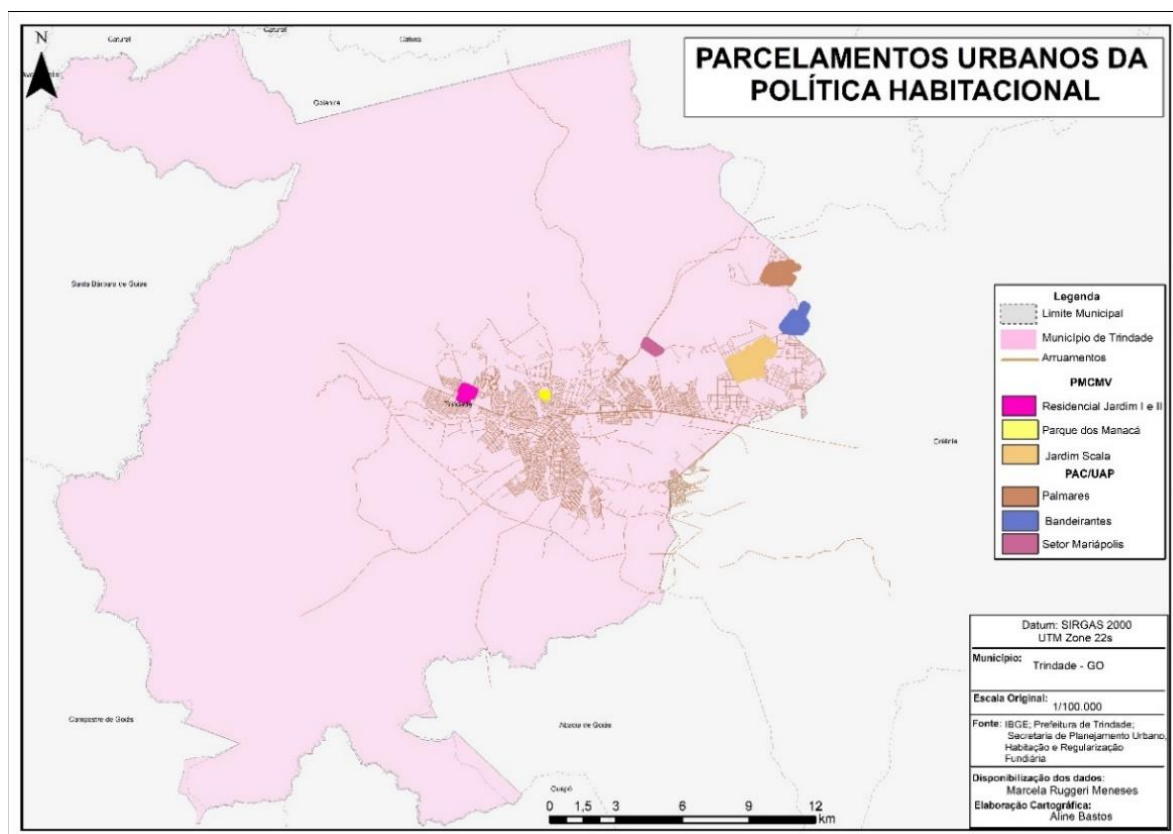 N
Caturaí
Caturaí
Goianira
PARCELAMENTOS URBANOS DA
POLÍTICA HABITACIONAL
Santa Bárbara de Goiás
Trindade
Goiânia
Campestre de Goiás
Abadia de Goiás
Guapó
Legenda
Limite Municipal
Município de Trindade
Arruamentos
PMCMV
Residencial Jardim I e II
Parque dos Manacá
Jardim Scala
PAC/UAP
Palmares
Bandeirantes
Setor Mariápolis
0 1,5 3 6 9 12
km
Datum: SIRGAS 2000
UTM Zone 22s
Município: Trindade - GO
Escala Original: 1/100.000
Fonte: IBGE; Prefeitura de Trindade;
Secretaria de Planejamento Urbano,
Habitação e Regularização
Fundiária
Disponibilização dos dados:
Marcela Ruggeri Meneses
Elaboração Cartográfica:
Aline Bastos